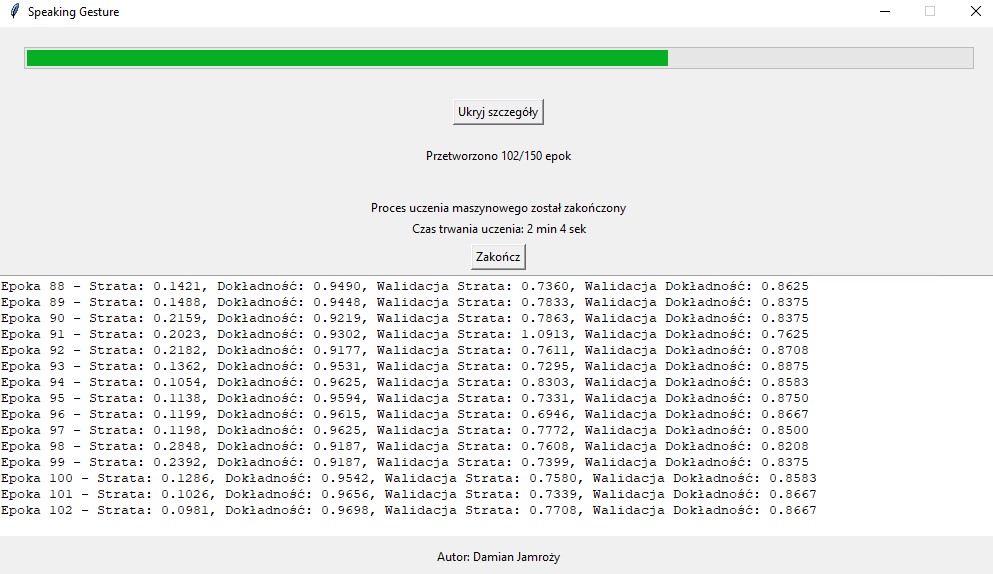 Speaking Gesture
Ukryj szczegóły
Przetworzono 102/150 epok
Proces uczenia maszynowego został zakończony
Czas trwania uczenia: 2 min 4 sek
Zakończ
Epoka 88 - Strata: 0.1421, Dokładność: 0.9490, Walidacja Strata: 0.7360, Walidacja Dokładność: 0.8625
Epoka 89 - Strata: 0.1488, Dokładność: 0.9448, Walidacja Strata: 0.7833, Walidacja Dokładność: 0.8375
Epoka 90 - Strata: 0.2159, Dokładność: 0.9219, Walidacja Strata: 0.7863, Walidacja Dokładność: 0.8375
Epoka 91 - Strata: 0.2023, Dokładność: 0.9302, Walidacja Strata: 1.0913, Walidacja Dokładność: 0.7625
Epoka 92 - Strata: 0.2182, Dokładność: 0.9177, Walidacja Strata: 0.7611, Walidacja Dokładność: 0.8708
Epoka 93 - Strata: 0.1362, Dokładność: 0.9531, Walidacja Strata: 0.7295, Walidacja Dokładność: 0.8875
Epoka 94 - Strata: 0.1054, Dokładność: 0.9625, Walidacja Strata: 0.8303, Walidacja Dokładność: 0.8583
Epoka 95 - Strata: 0.1138, Dokładność: 0.9594, Walidacja Strata: 0.7331, Walidacja Dokładność: 0.8750
Epoka 96 - Strata: 0.1199, Dokładność: 0.9615, Walidacja Strata: 0.6946, Walidacja Dokładność: 0.8667
Epoka 97 - Strata: 0.1198, Dokładność: 0.9625, Walidacja Strata: 0.7772, Walidacja Dokładność: 0.8500
Epoka 98 - Strata: 0.2848, Dokładność: 0.9187, Walidacja Strata: 0.7608, Walidacja Dokładność: 0.8208
Epoka 99 - Strata: 0.2392, Dokładność: 0.9187, Walidacja Strata: 0.7399, Walidacja Dokładność: 0.8375
Epoka 100 - Strata: 0.1286, Dokładność: 0.9542, Walidacja Strata: 0.7580, Walidacja Dokładność: 0.8583
Epoka 101 - Strata: 0.1026, Dokładność: 0.9656, Walidacja Strata: 0.7339, Walidacja Dokładność: 0.8667
Epoka 102 - Strata: 0.0981, Dokładność: 0.9698, Walidacja Strata: 0.7708, Walidacja Dokładność: 0.8667
Autor: Damian Jamroży